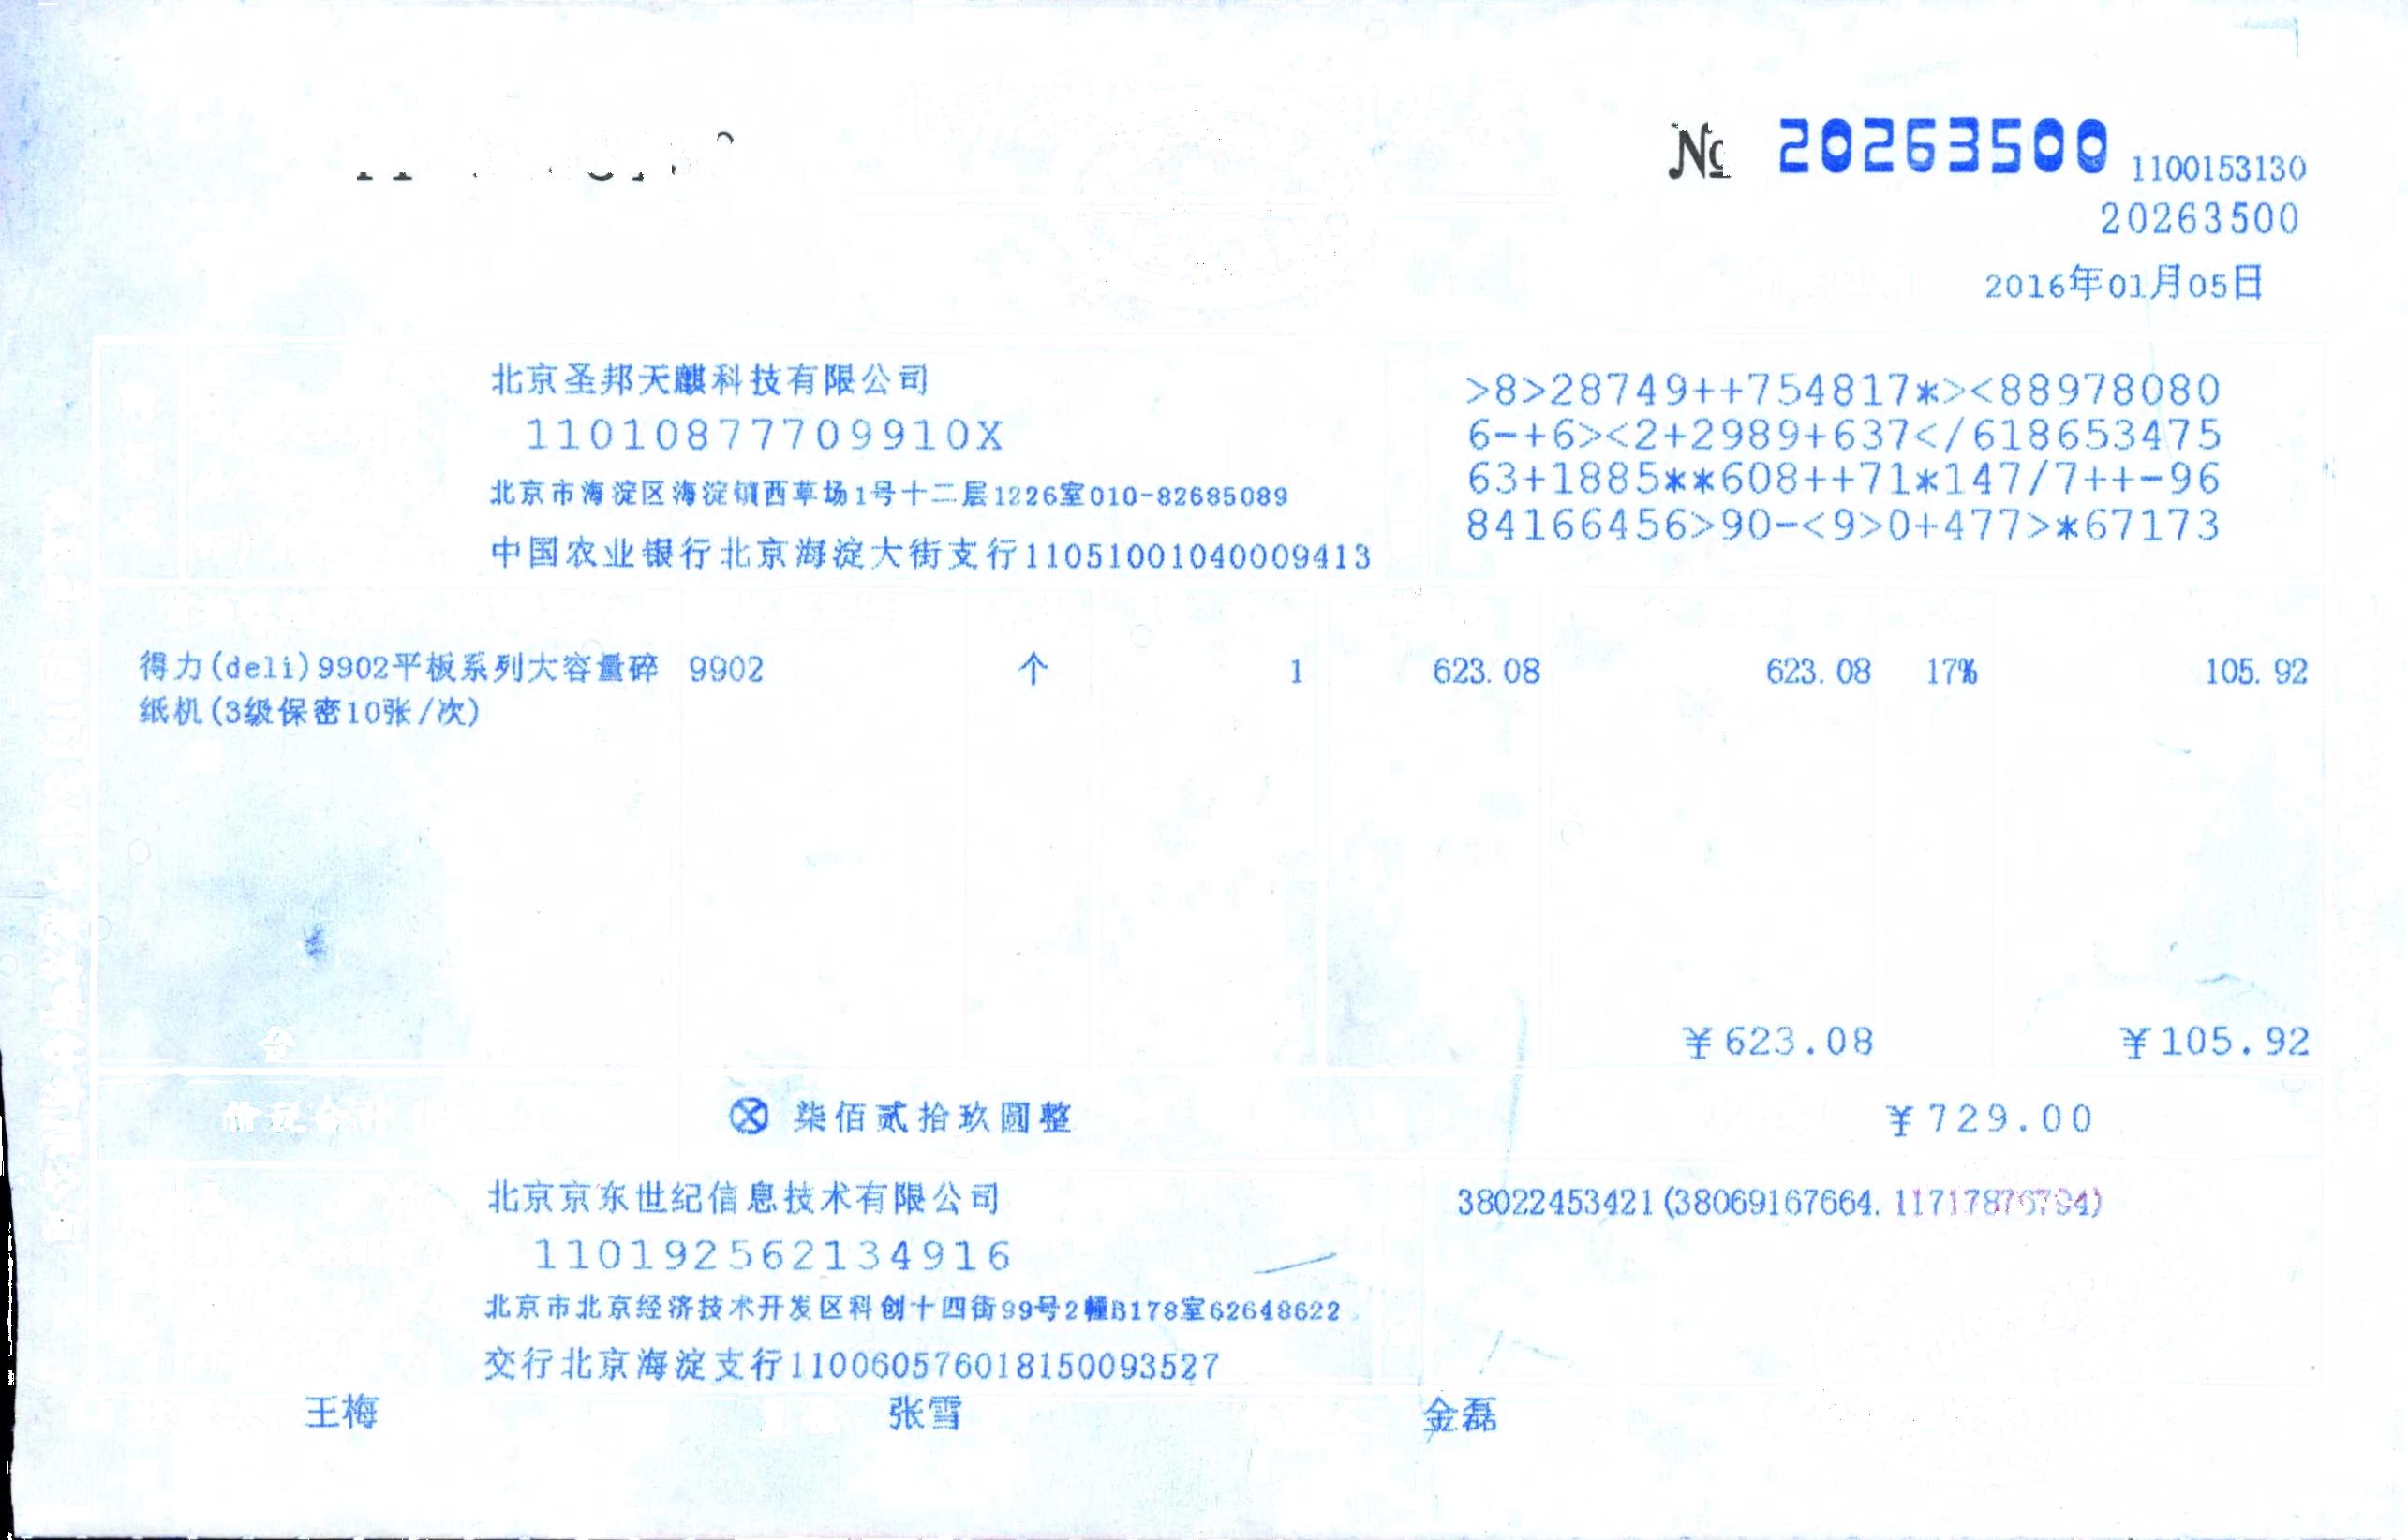 № 20263500 1100153130
20263500
2016年01月05日
北京圣邦天麒科技有限公司
11010877709910X
北京市海淀区海淀镇西草场1号十二层1226室010-82685089
中国农业银行北京海淀大街支行11051001040009413
>8>28749++754817*><88978080
6-+6><2+2989+637</618653475
63+1885**608++71*147/7++-96
84166456>90-<9>0+477>*67173
得力(deli)9902平板系列大容量碎 9902 个 1 623.08 623.08 17% 105.92
纸机(3级保密10张/次)
¥623.08 ¥105.92
ⓧ 柒佰贰拾玖圆整 ¥729.00
北京京东世纪信息技术有限公司
110192562134916
北京市北京经济技术开发区科创十四街99号2幢B178室62648622
交行北京海淀支行110060576018150093527
38022453421(38069167664.11717876794)
王梅 张雪 金磊